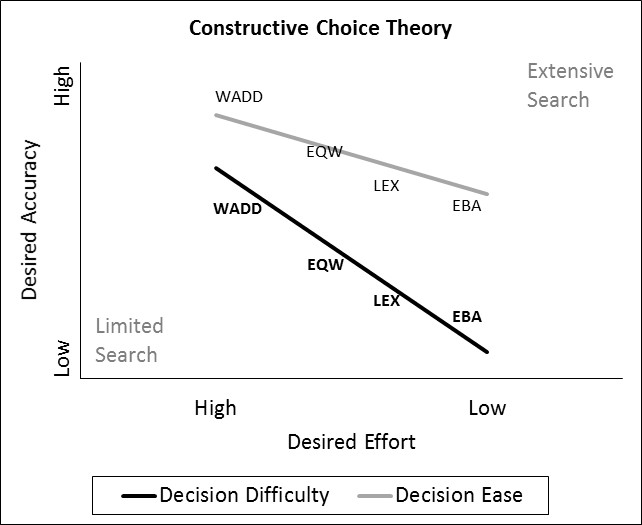 Constructive Choice Theory
High
Extensive
Search
WADD
EQW
LEX
EBA
Desired Accuracy
WADD
EQW
LEX
EBA
Limited
Search
Low
High
Low
Desired Effort
Decision Difficulty
Decision Ease